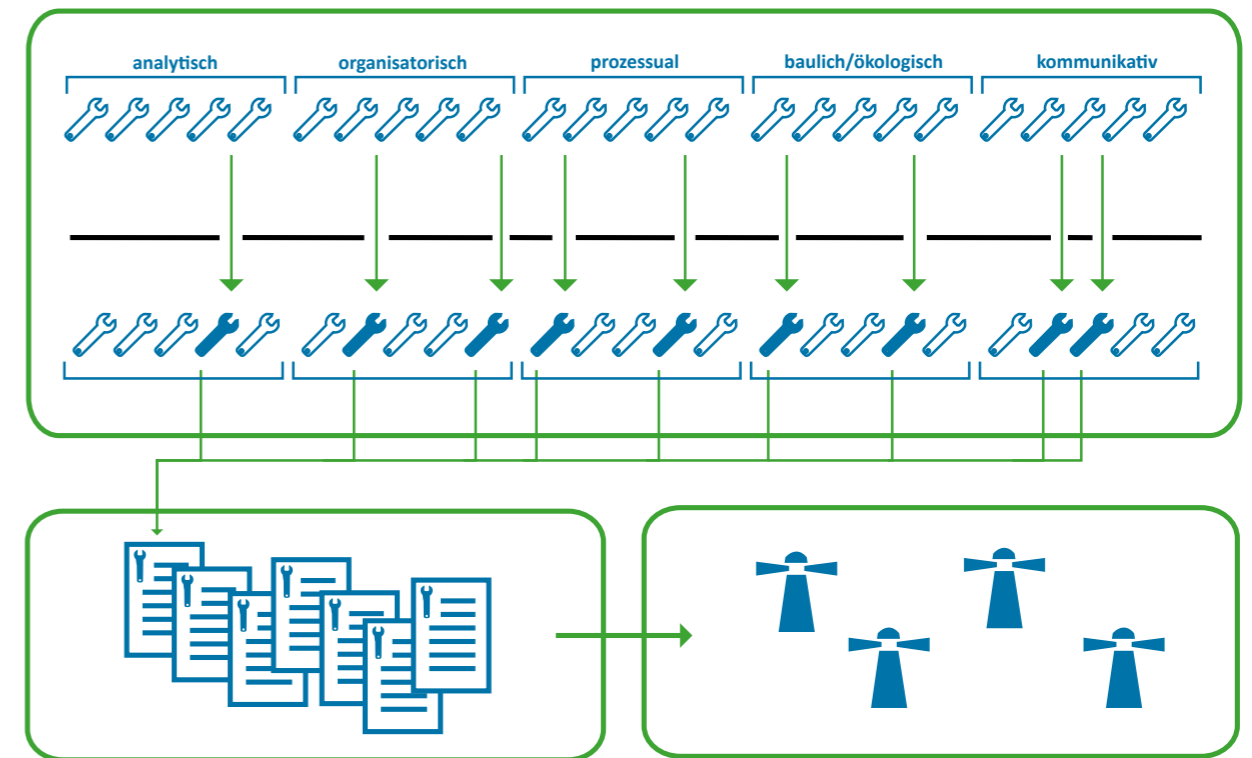 analytisch
organisatorisch
prozessual
baulich/ökologisch
kommunikativ